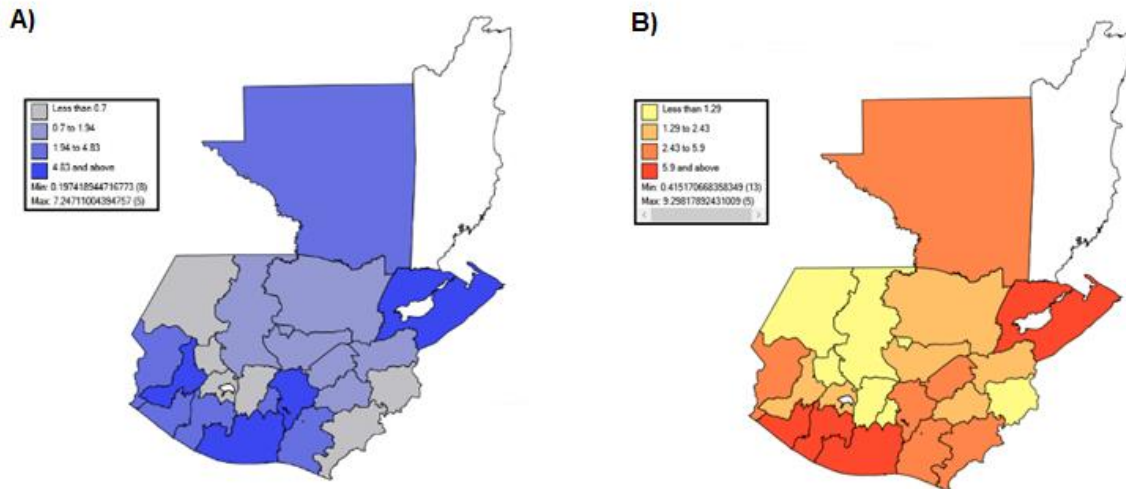 A)
Less than 0.7
0.7 to 1.94
1.94 to 4.83
4.83 and above
Min: 0.197418944716773 (8)
Max: 7.24711004394757 (5)
B)
Less than 1.29
1.29 to 2.43
2.43 to 5.9
5.9 and above
Min: 0.415170668358349 (13)
Max: 9.29817892431009 (5)